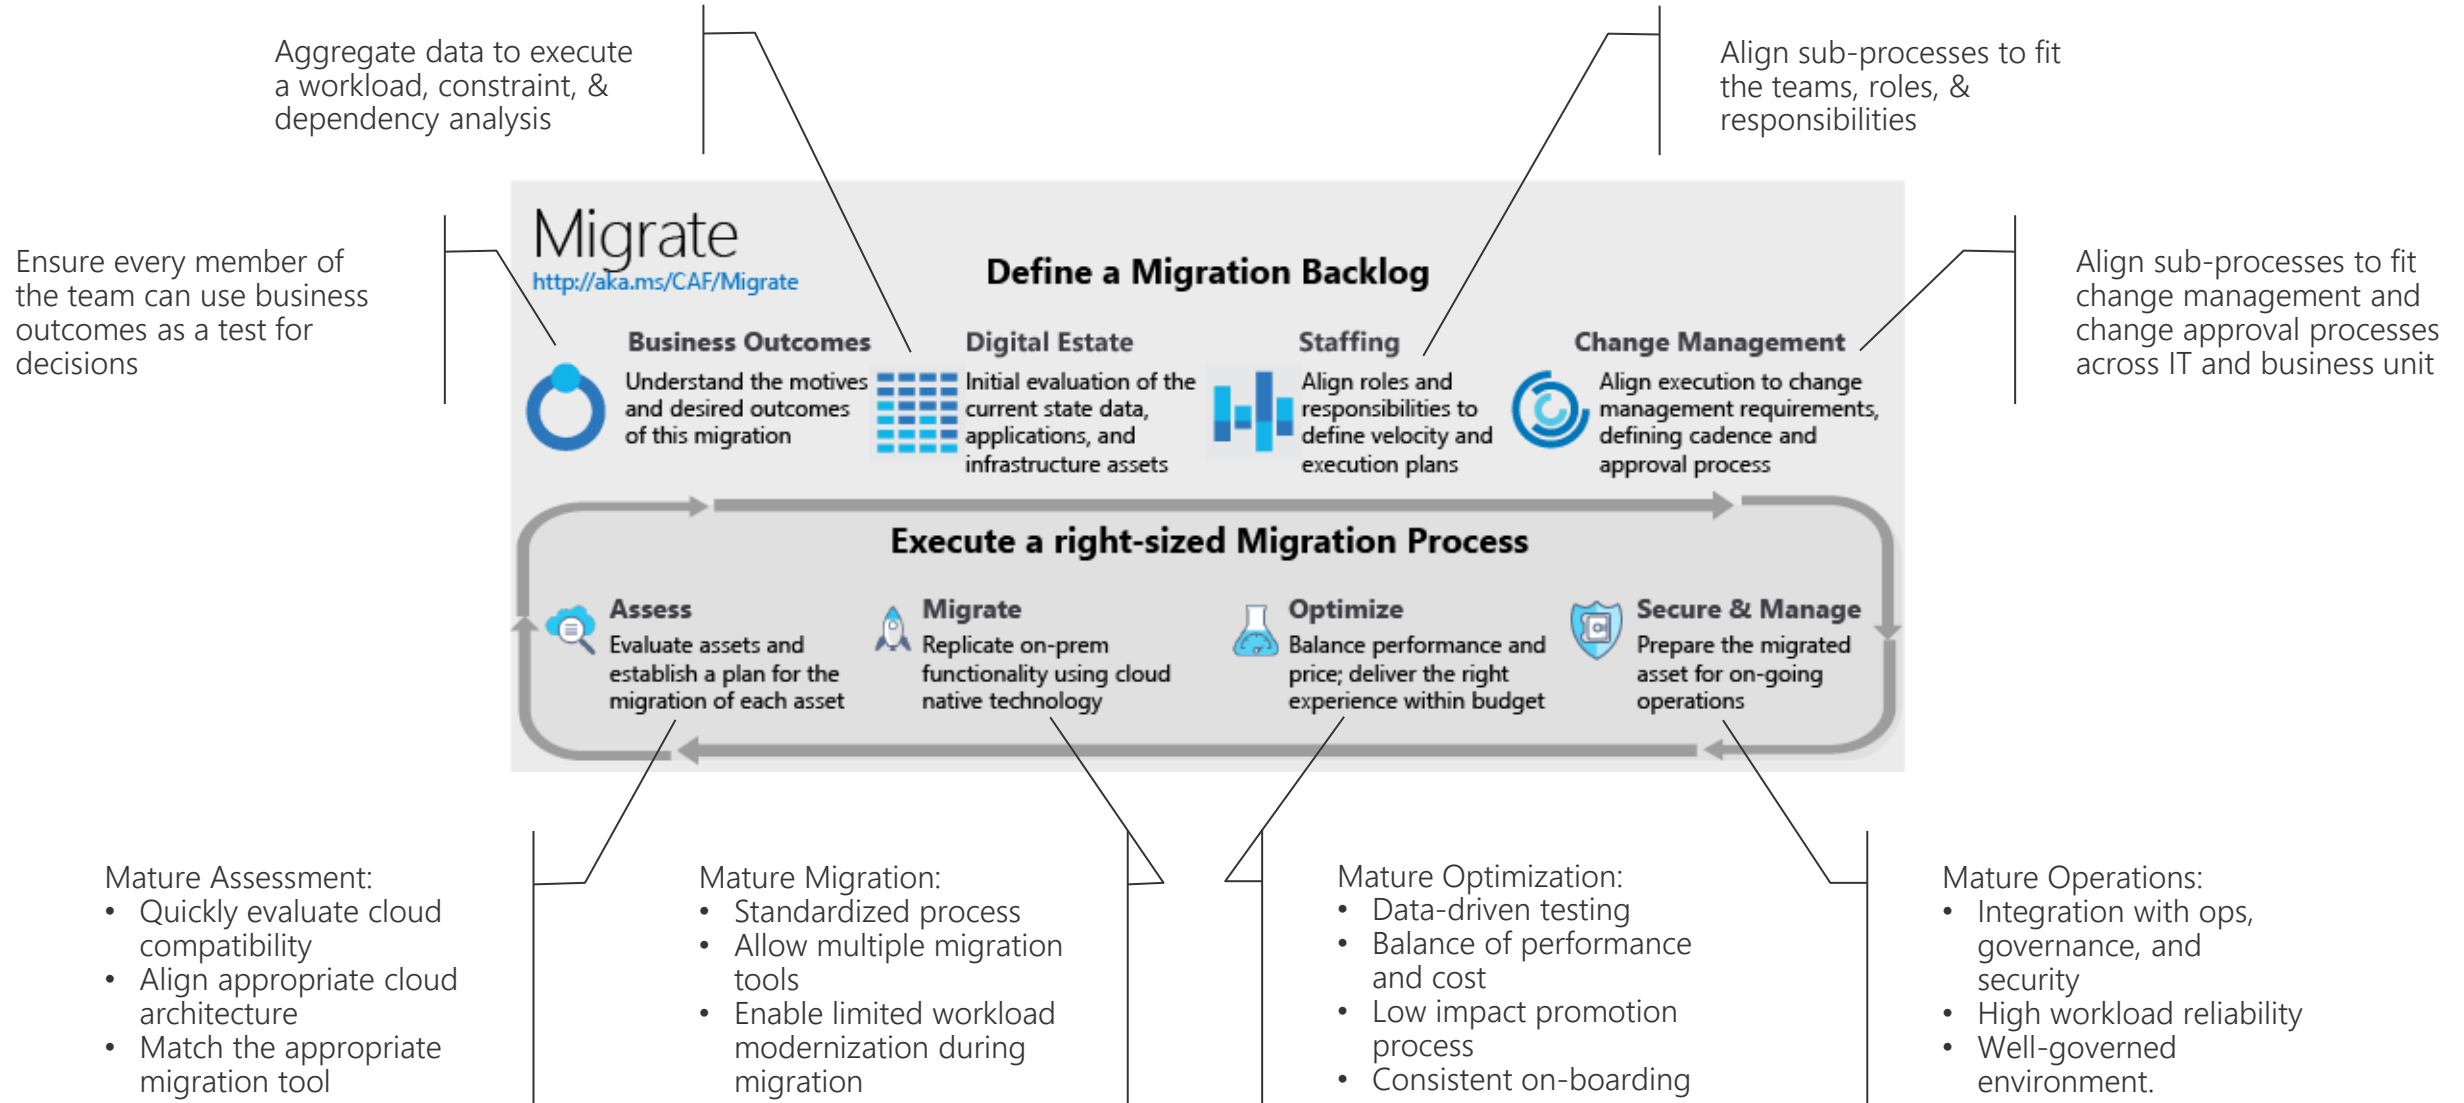 Aggregate data to execute
a workload, constraint, &
dependency analysis
Align sub-processes to fit
the teams, roles, &
responsibilities
Ensure every member of
the team can use business
outcomes as a test for
decisions
Align sub-processes to fit
change management and
change approval processes
across IT and business unit
Migrate
http://aka.ms/CAF/Migrate
Define a Migration Backlog
Business Outcomes
Understand the motives
and desired outcomes
of this migration
Digital Estate
Initial evaluation of the
current state data,
applications, and
infrastructure assets
Staffing
Align roles and
responsibilities to
define velocity and
execution plans
Change Management
Align execution to change
management requirements,
defining cadence and
approval process
Execute a right-sized Migration Process
Assess
Evaluate assets and
establish a plan for the
migration of each asset
Migrate
Replicate on-prem
functionality using cloud
native technology
Optimize
Balance performance and
price; deliver the right
experience within budget
Secure & Manage
Prepare the migrated
asset for on-going
operations
Mature Assessment:
• Quickly evaluate cloud
compatibility
• Align appropriate cloud
architecture
• Match the appropriate
migration tool
Mature Migration:
• Standardized process
• Allow multiple migration
tools
• Enable limited workload
modernization during
migration
Mature Optimization:
• Data-driven testing
• Balance of performance
and cost
• Low impact promotion
process
• Consistent on-boarding
Mature Operations:
• Integration with ops,
governance, and
security
• High workload reliability
• Well-governed
environment.